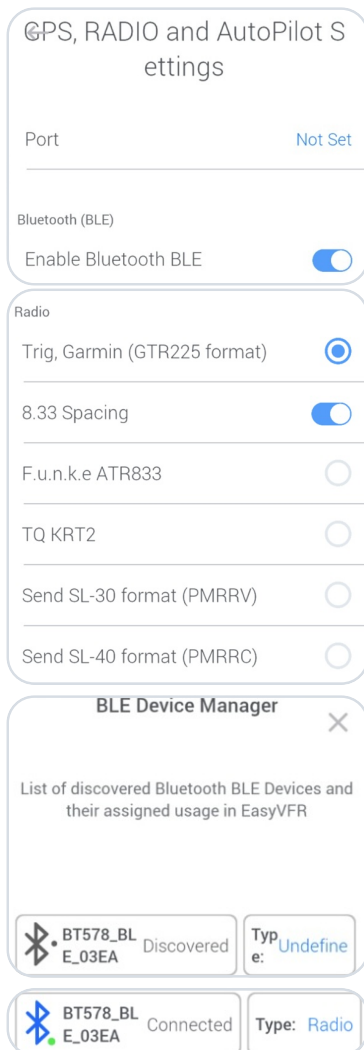 GPS, RADIO and AutoPilot S
ettings
Port Not Set
Bluetooth (BLE)
Enable Bluetooth BLE
Radio
Trig, Garmin (GTR225 format)
8.33 Spacing
F.u.n.k.e ATR833
TQ KRT2
Send SL-30 format (PMRRV)
Send SL-40 format (PMRRC)
BLE Device Manager
List of discovered Bluetooth BLE Devices and
their assigned usage in EasyVFR
BT578_BL
E_03EA Discovered
Typ
e: Undefine
BT578_BL
E_03EA Connected
Type: Radio